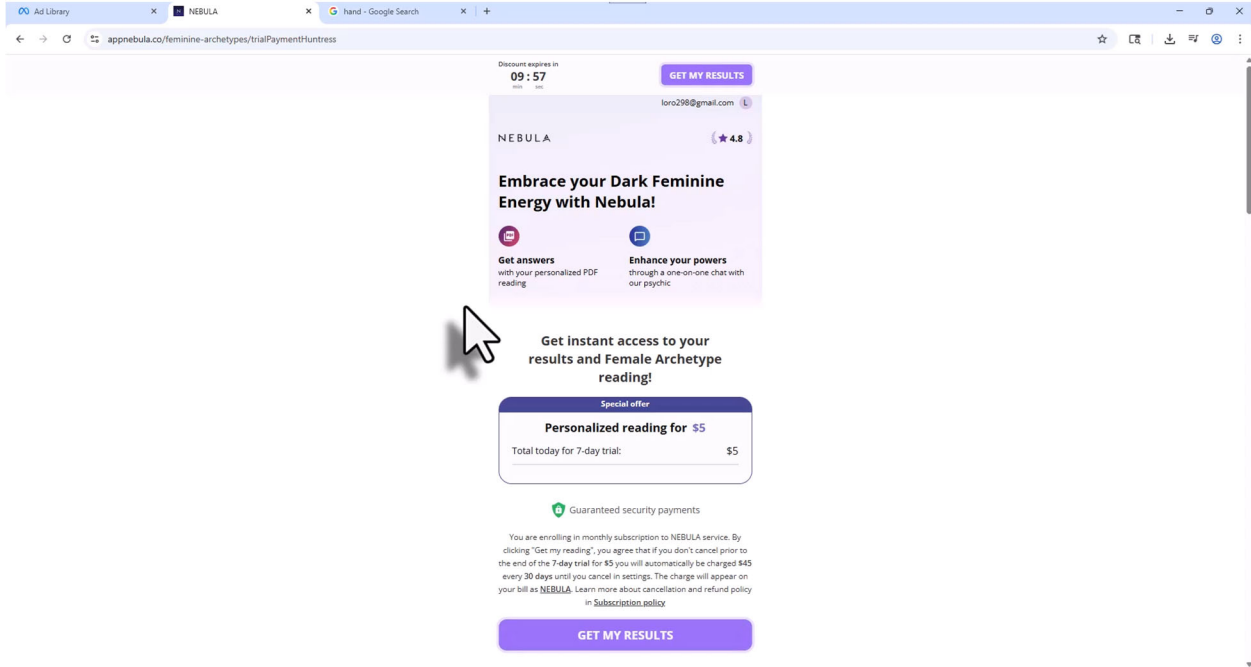 Ad Library
NEBULA
hand - Google Search
appnebula.co/feminine-archetypes/trialPaymentHuntress
Discount expires in
09 : 57
min sec
GET MY RESULTS
loro298@gmail.com L
NEBULA
4.8
Embrace your Dark Feminine
Energy with Nebula!
PDF
Get answers
with your personalized PDF
reading
Enhance your powers
through a one-on-one chat with
our psychic
Get instant access to your
results and Female Archetype
reading!
Special offer
Personalized reading for $5
Total today for 7-day trial: $5
Guaranteed security payments
You are enrolling in monthly subscription to NEBULA service. By
clicking "Get my reading", you agree that if you don't cancel prior to
the end of the 7-day trial for $5 you will automatically be charged $45
every 30 days until you cancel in settings. The charge will appear on
your bill as NEBULA. Learn more about cancellation and refund policy
in Subscription policy
GET MY RESULTS